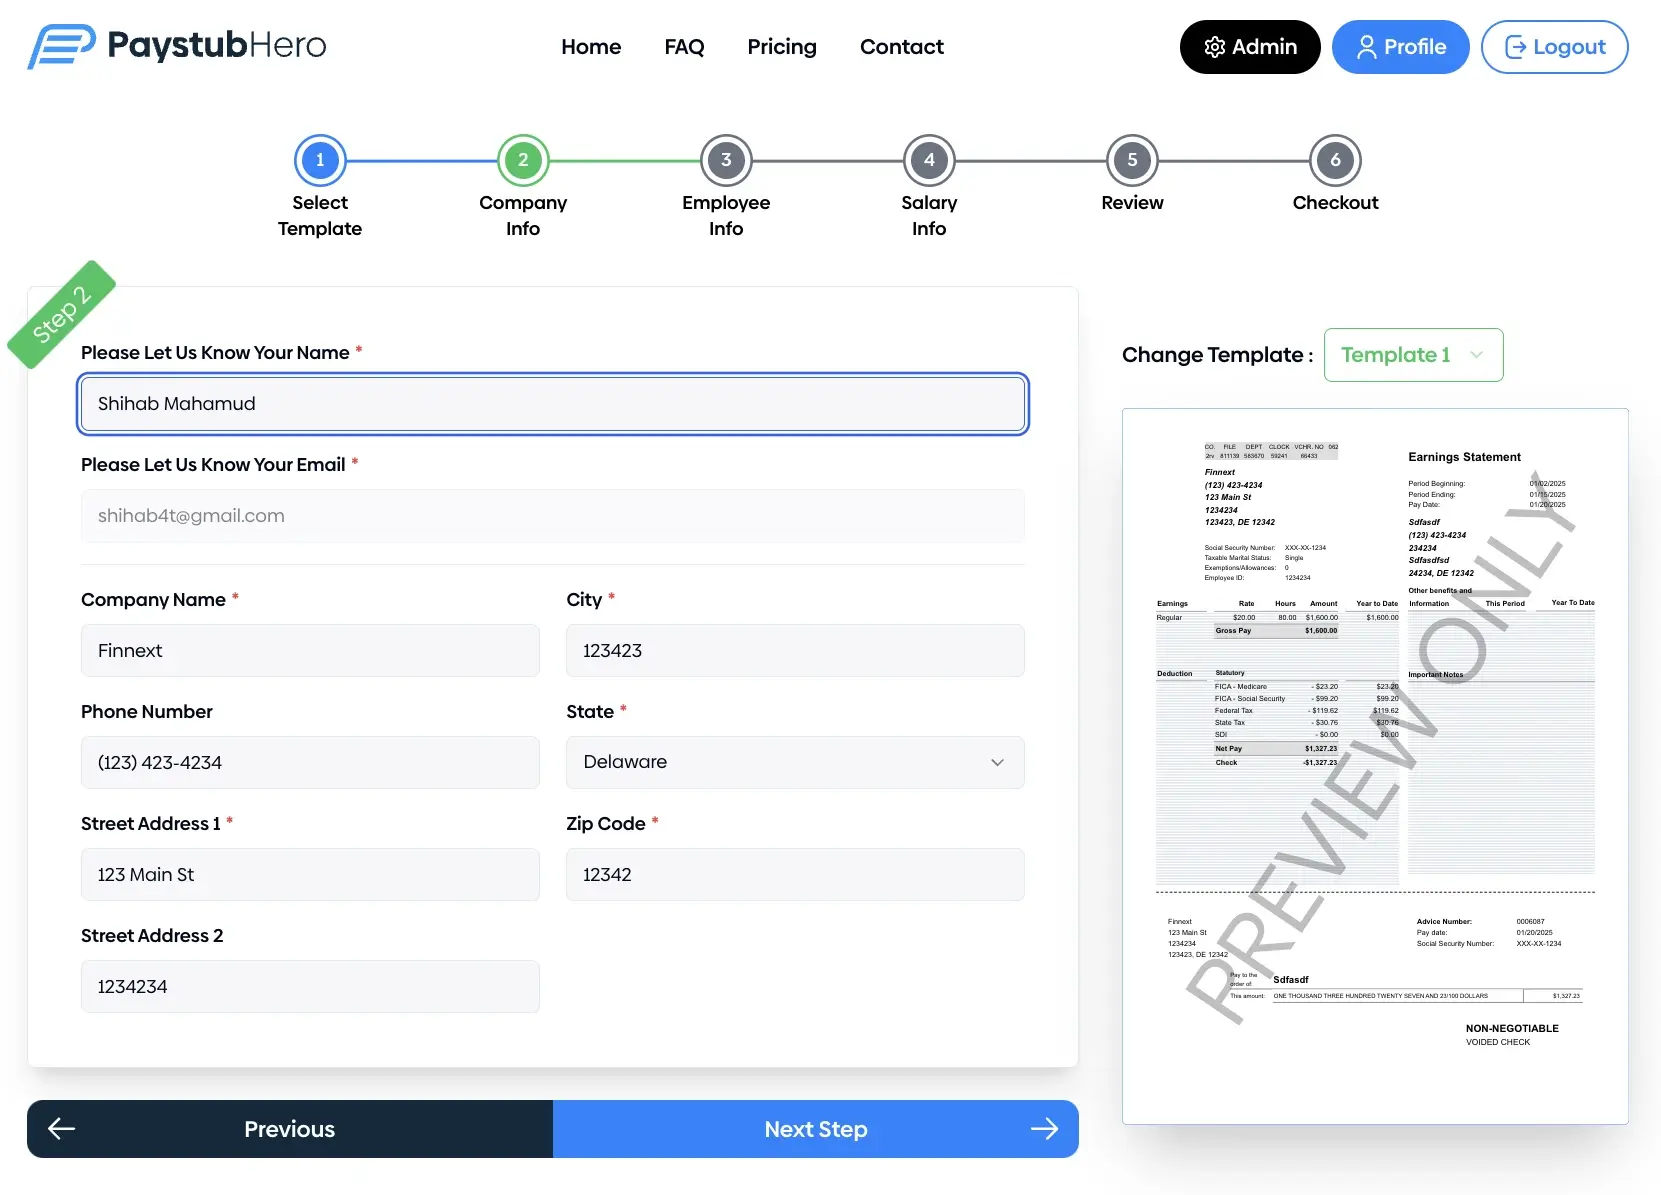 PaystubHero
Home FAQ Pricing Contact
Admin Profile Logout
1 2 3 4 5 6
Select Template
Company Info
Employee Info
Salary Info
Review
Checkout
Step 2
Please Let Us Know Your Name *
Shihab Mahamud
Please Let Us Know Your Email *
shihab4t@gmail.com
Company Name *
Finnext
City *
123423
Phone Number
(123) 423-4234
State *
Delaware
Street Address 1 *
123 Main St
Zip Code *
12342
Street Address 2
1234234
Previous
Next Step
Change Template :
Template 1
CO. FILE DEPT CLOCK VCHR. NO 062
2rv 811139 583670 59241 66433
Finnext
(123) 423-4234
123 Main St
1234234
123423, DE 12342
Social Security Number: XXX-XX-1234
Taxable Marital Status: Single
Exemptions/Allowances: 0
Employee ID: 1234234
Earnings Statement
Period Beginning: 01/02/2025
Period Ending: 01/15/2025
Pay Date: 01/20/2025
Sdfasdf
(123) 423-4234
234234
Sdfasdfsd
24234, DE 12342
Earnings Rate Hours Amount Year to Date
Regular $20.00 80.00 $1,600.00 $1,600.00
Gross Pay $1,600.00
Other benefits and
Information This Period Year To Date
Deduction Statutory
FICA - Medicare - $23.20 $23.20
FICA - Social Security - $99.20 $99.20
Federal Tax - $119.62 $119.62
State Tax - $30.76 $30.76
SDI - $0.00 $0.00
Net Pay $1,327.23
Check -$1,327.23
Important Notes
PREVIEW ONLY
Finnext
123 Main St
1234234
123423, DE 12342
Advice Number: 0006087
Pay date: 01/20/2025
Social Security Number: XXX-XX-1234
Pay to the
order of: Sdfasdf
This amount: ONE THOUSAND THREE HUNDRED TWENTY SEVEN AND 23/100 DOLLARS $1,327.23
NON-NEGOTIABLE
VOIDED CHECK